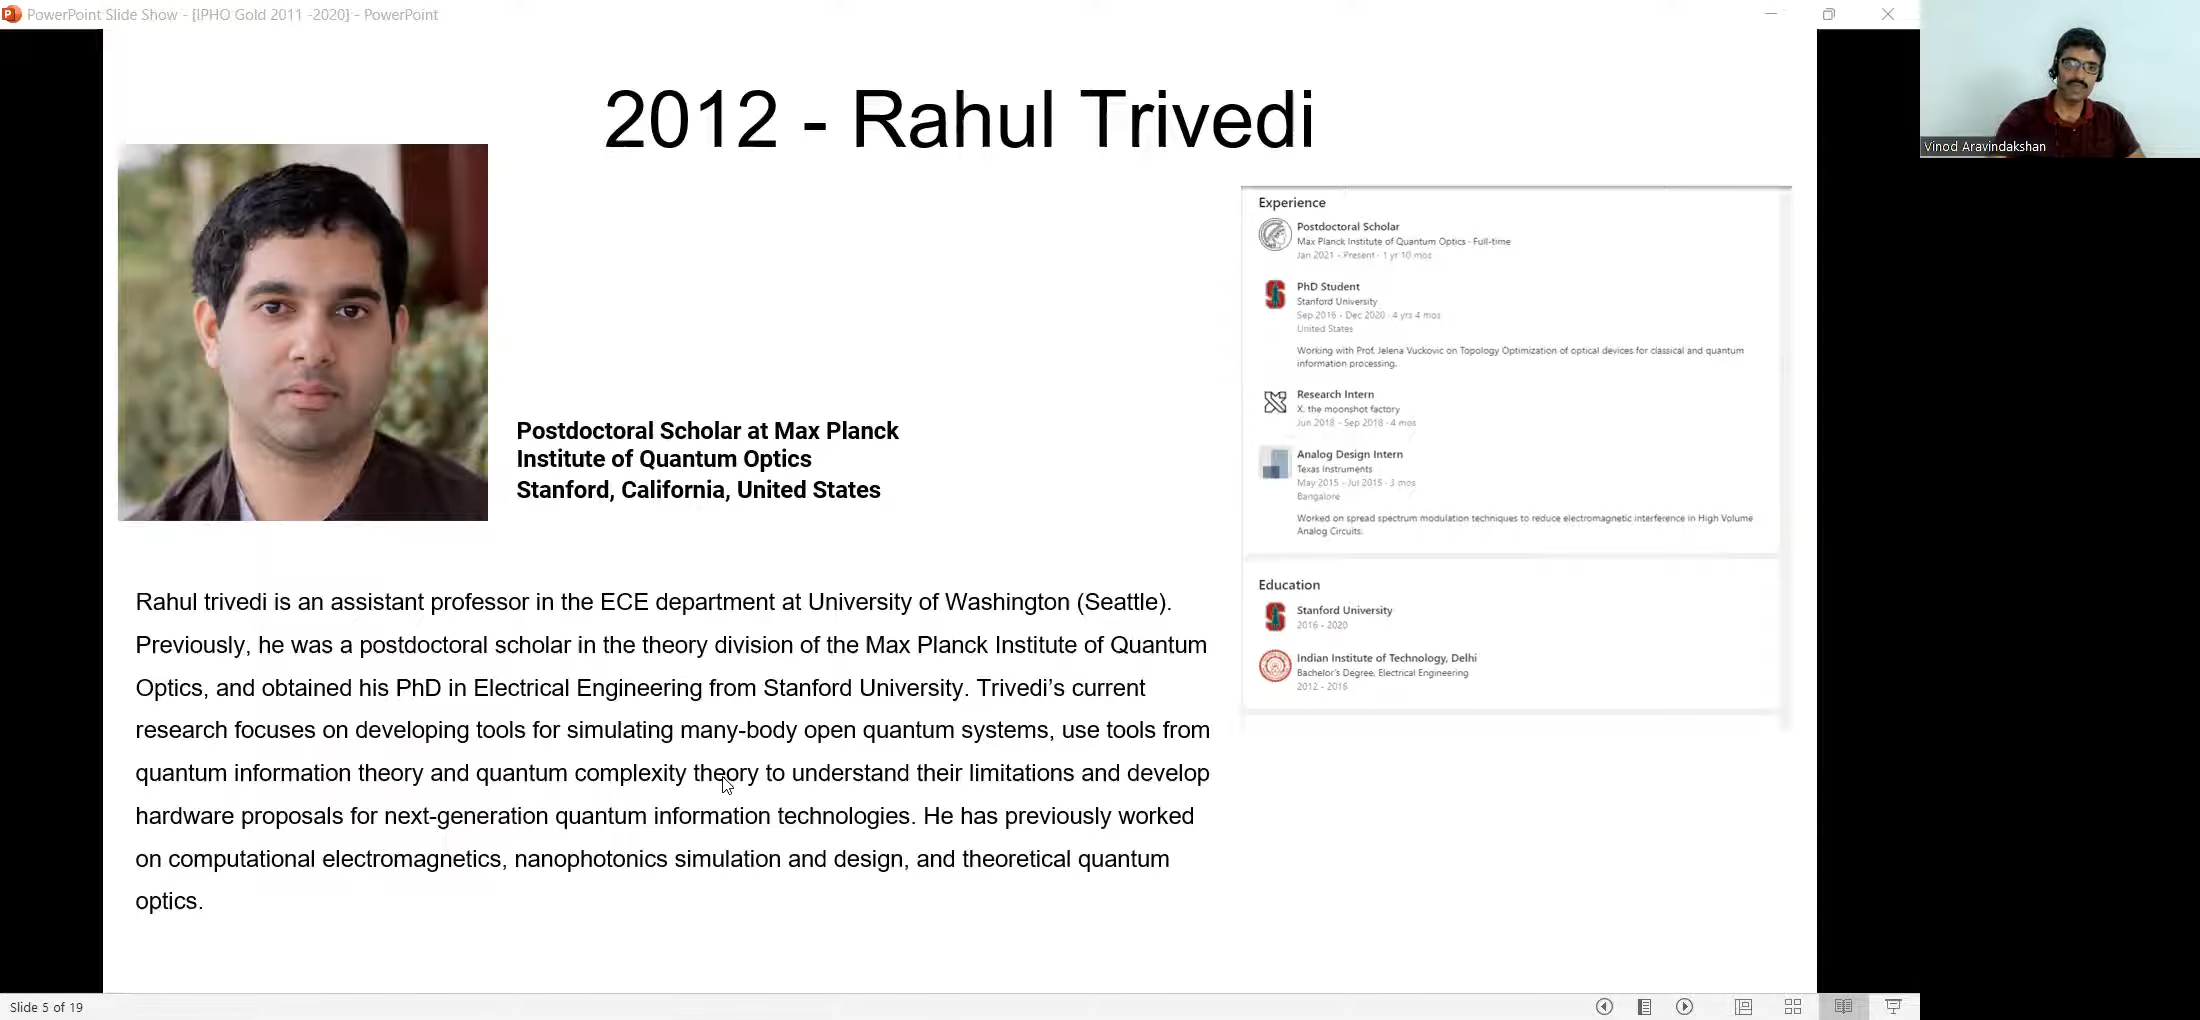 PowerPoint Slide Show - [IPHO Gold 2011 -2020] - PowerPoint
2012 - Rahul Trivedi
Vinod Aravindakshan
Postdoctoral Scholar at Max Planck
Institute of Quantum Optics
Stanford, California, United States
Experience
Postdoctoral Scholar
Max Planck Institute of Quantum Optics · Full-time
Jan 2021 - Present · 1 yr 10 mos
PhD Student
Stanford University
Sep 2016 - Dec 2020 · 4 yrs 4 mos
United States
Working with Prof. Jelena Vuckovic on Topology Optimization of optical devices for classical and quantum
information processing.
Research Intern
X, the moonshot factory
Jun 2018 - Sep 2018 · 4 mos
Analog Design Intern
Texas Instruments
May 2015 - Jul 2015 · 3 mos
Bangalore
Worked on spread spectrum modulation techniques to reduce electromagnetic interference in High Volume
Analog Circuits.
Education
Stanford University
2016 - 2020
Indian Institute of Technology, Delhi
Bachelor's Degree, Electrical Engineering
2012 - 2016
Rahul trivedi is an assistant professor in the ECE department at University of Washington (Seattle).
Previously, he was a postdoctoral scholar in the theory division of the Max Planck Institute of Quantum
Optics, and obtained his PhD in Electrical Engineering from Stanford University. Trivedi's current
research focuses on developing tools for simulating many-body open quantum systems, use tools from
quantum information theory and quantum complexity theory to understand their limitations and develop
hardware proposals for next-generation quantum information technologies. He has previously worked
on computational electromagnetics, nanophotonics simulation and design, and theoretical quantum
optics.
Slide 5 of 19